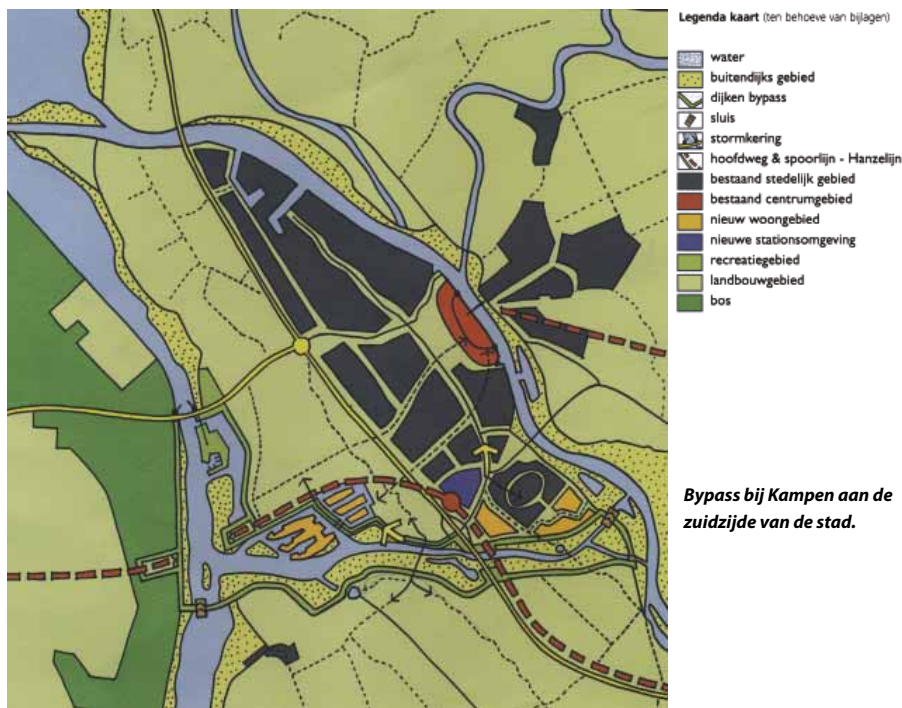 Legenda kaart (ten behoeve van bijlagen)
water
buitendijks gebied
dijken bypass
sluis
stormkering
hoofdweg & spoorlijn - Hanzelijn
bestaand stedelijk gebied
bestaand centrumgebied
nieuw woongebied
nieuwe stationsomgeving
recreatiegebied
landbouwgebied
bos
Bypass bij Kampen aan de
zuidzijde van de stad.